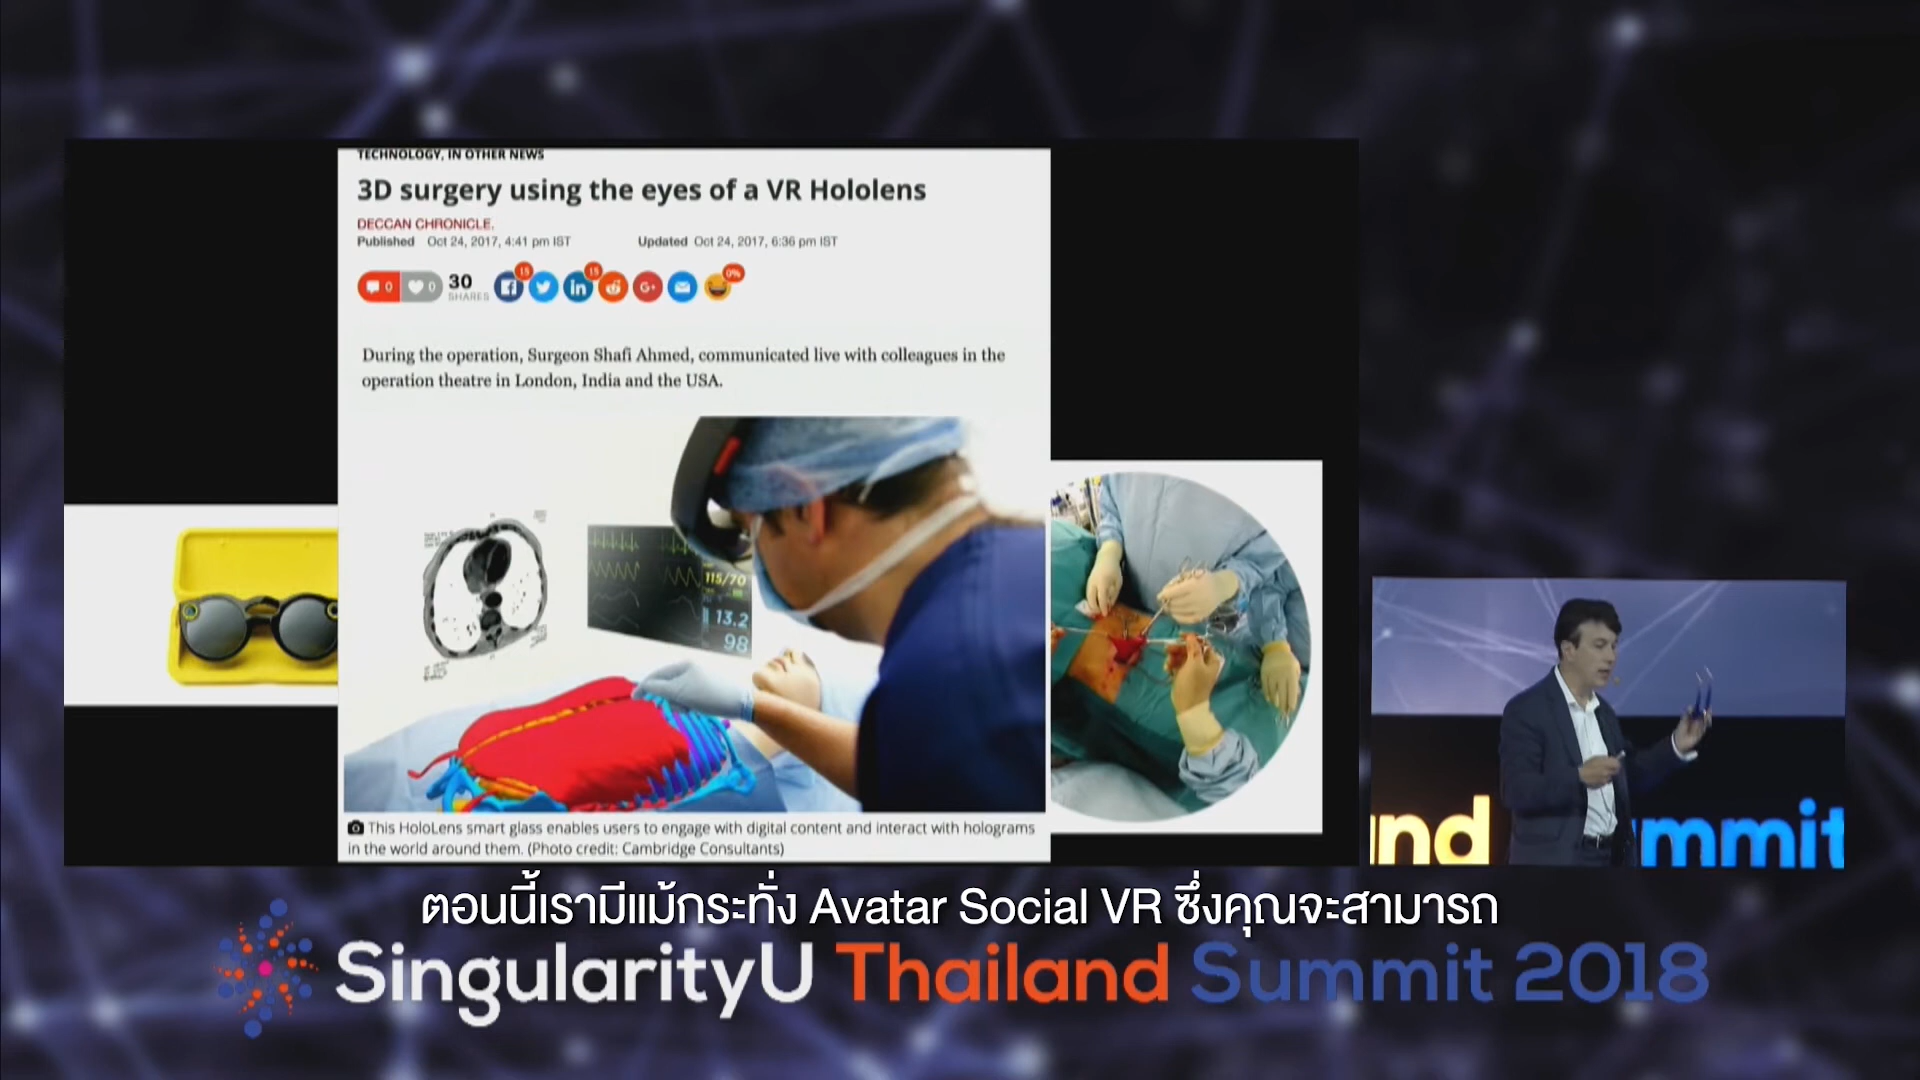 TECHNOLOGY, IN OTHER NEWS
3D surgery using the eyes of a VR Hololens
DECCAN CHRONICLE.
Published Oct 24, 2017, 4:41 pm IST Updated Oct 24, 2017, 6:36 pm IST
0 0 30 SHARES 15 15 0%
During the operation, Surgeon Shafi Ahmed, communicated live with colleagues in the
operation theatre in London, India and the USA.
115/70
13.2
98
This HoloLens smart glass enables users to engage with digital content and interact with holograms
in the world around them. (Photo credit: Cambridge Consultants)
nd ummit
ตอนนี้เรามีแม้กระทั่ง Avatar Social VR ซึ่งคุณจะสามารถ
SingularityU Thailand Summit 2018